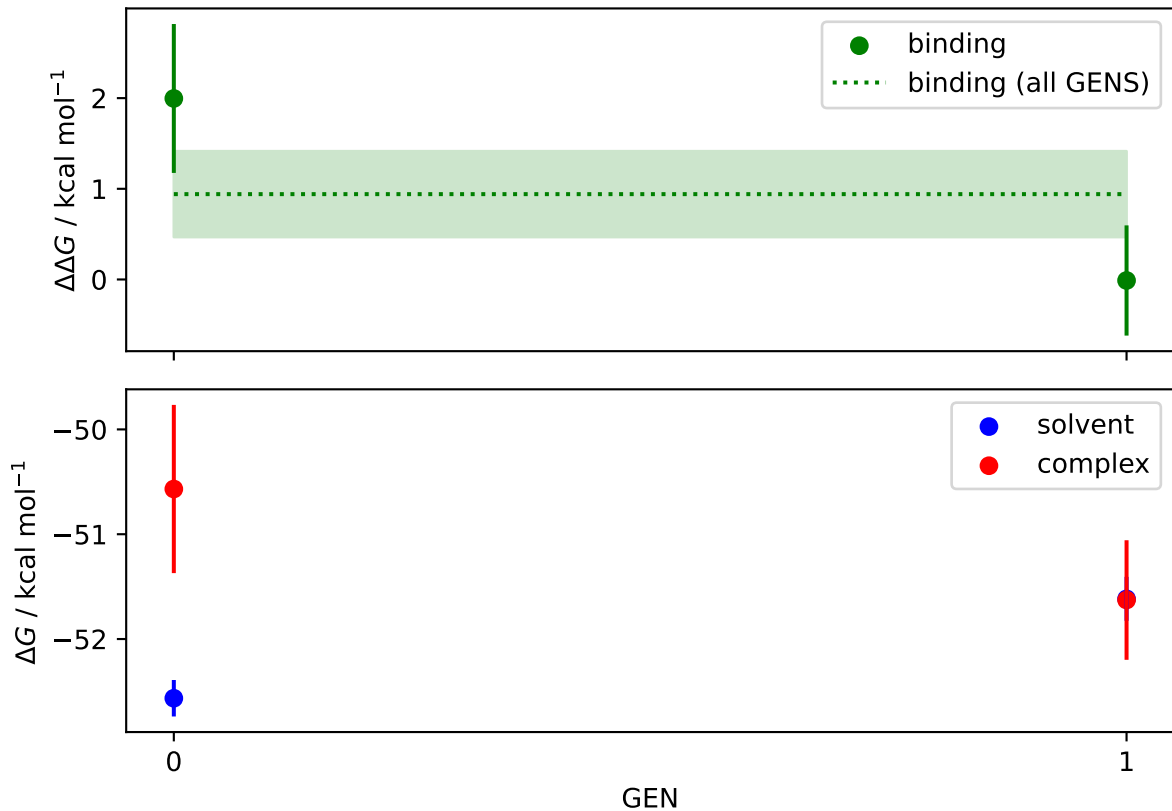 ΔΔG / kcal mol⁻¹
2
1
0
binding
binding (all GENS)
ΔG / kcal mol⁻¹
−50
−51
−52
solvent
complex
0
1
GEN